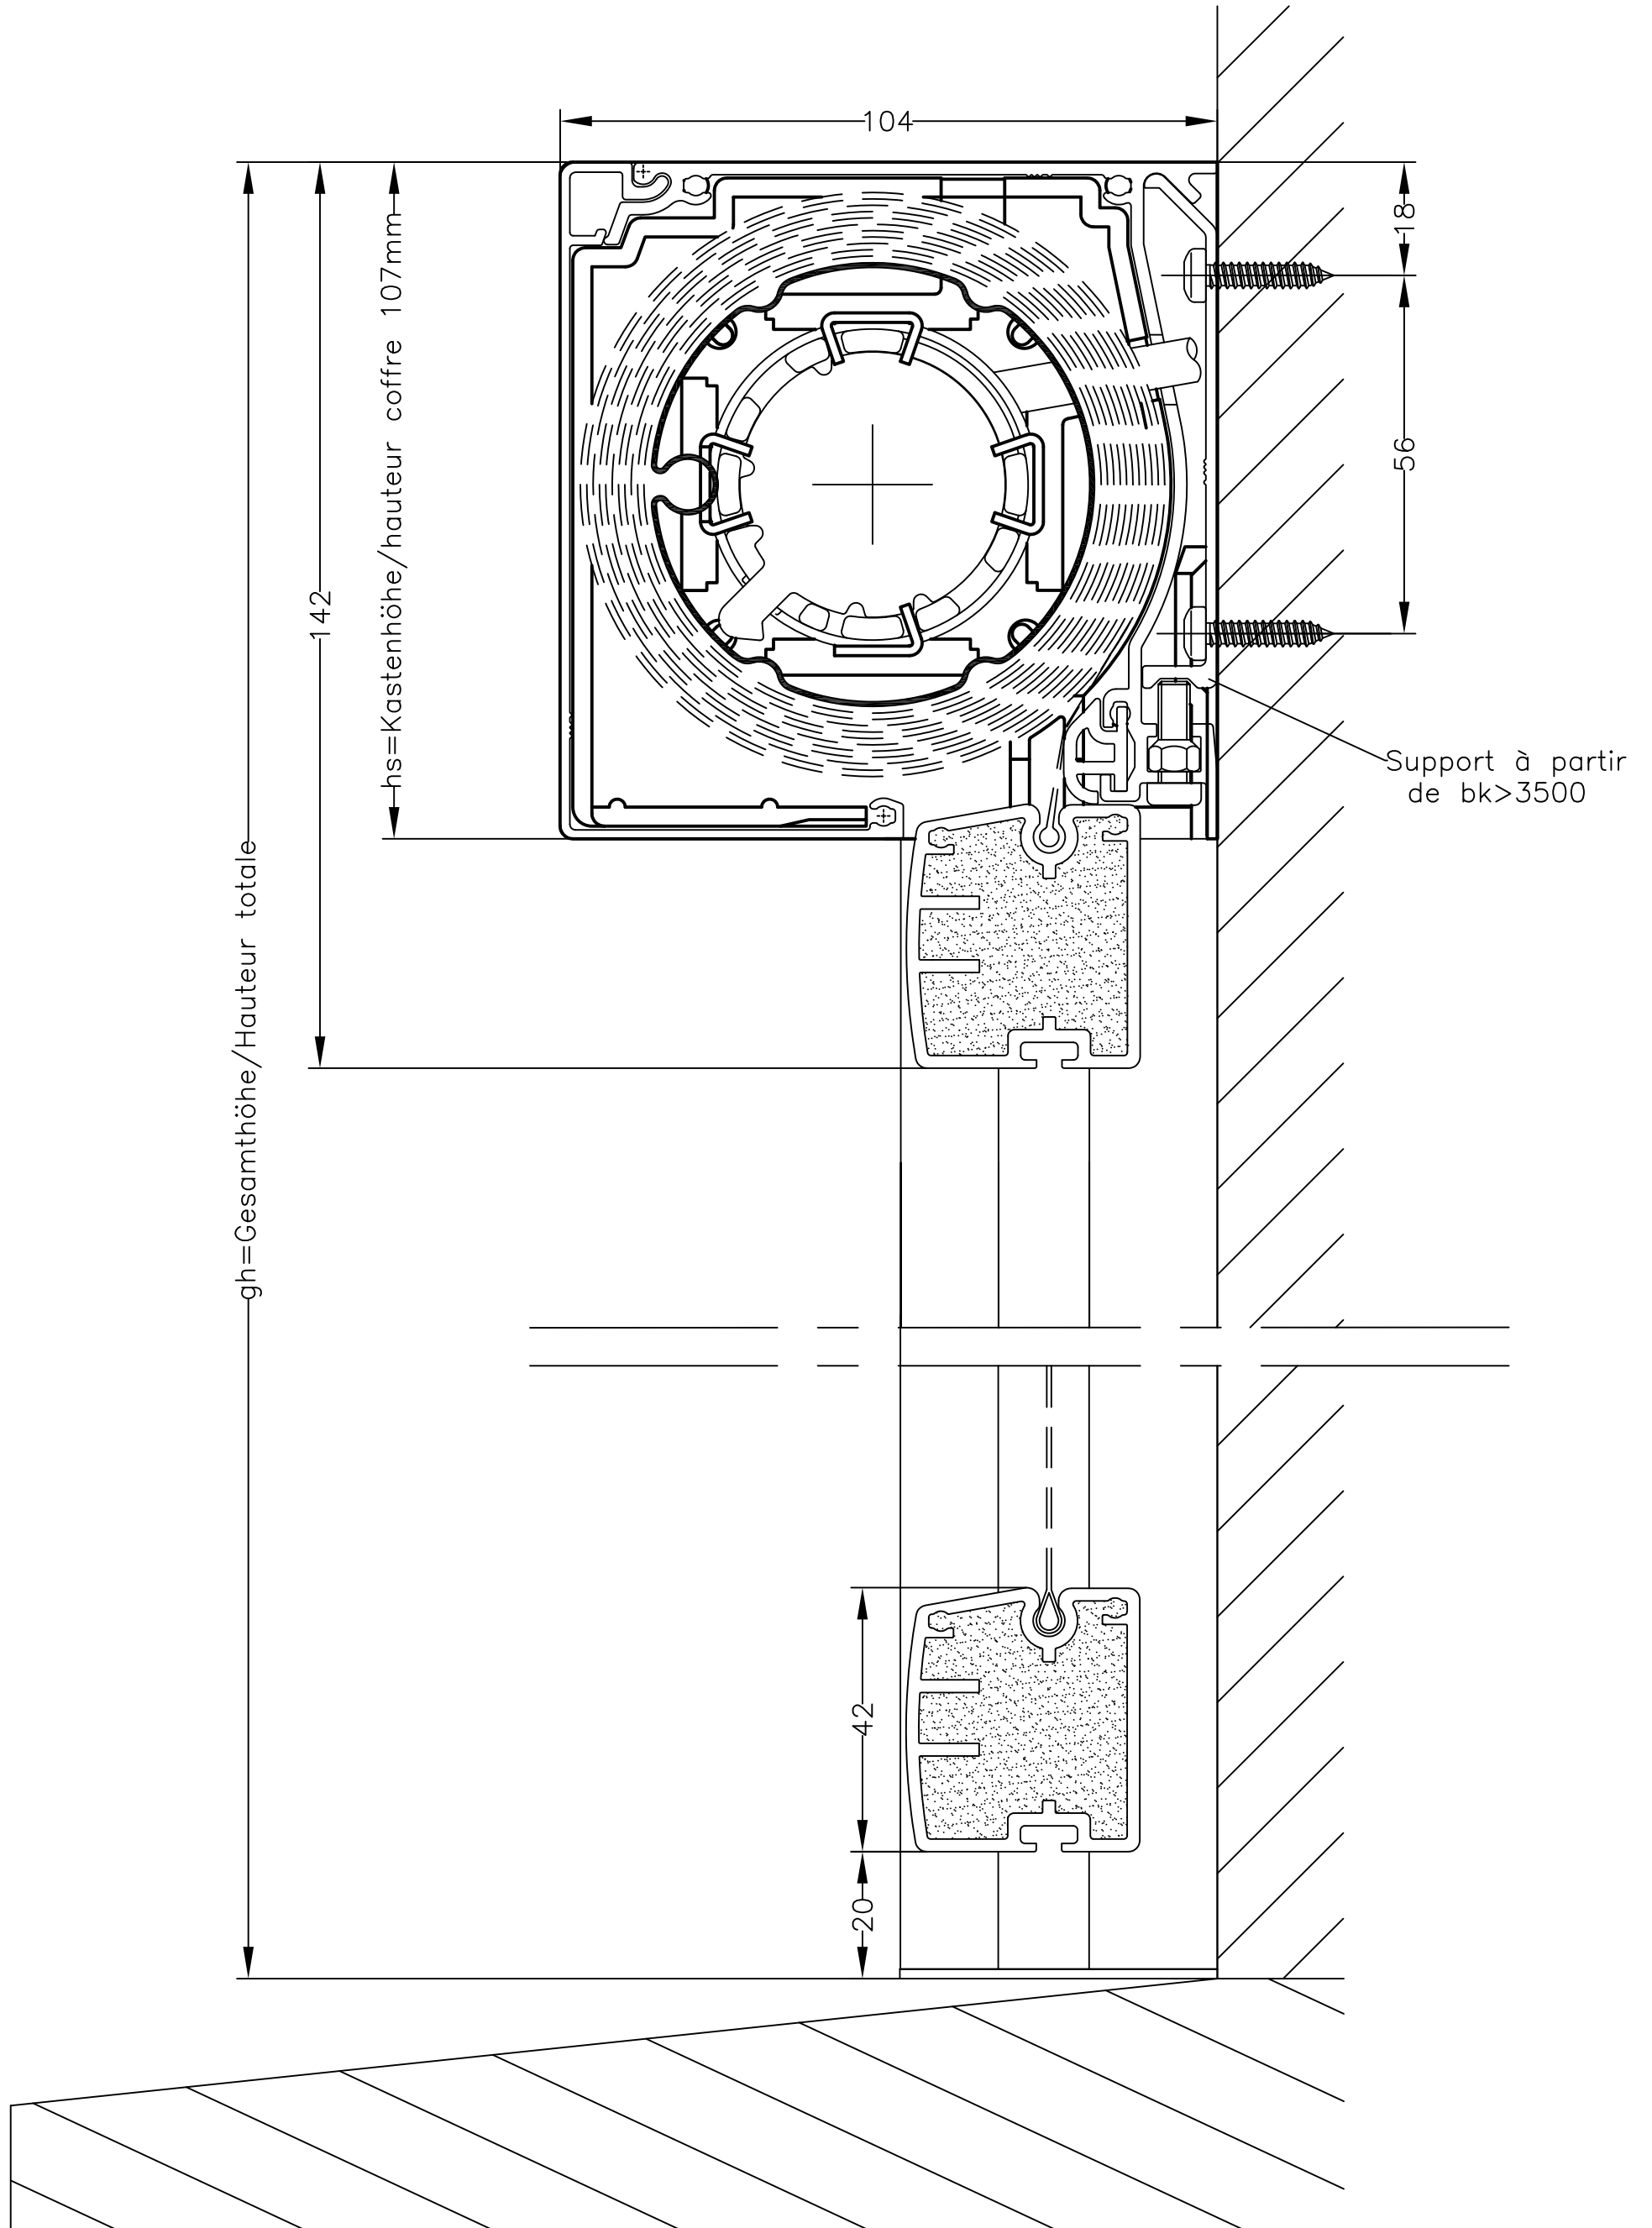 104
18
hs=Kastenhöhe/hauteur coffre 107mm
56
142
Support à partir
de bk>3500
gh=Gesamthöhe/Hauteur totale
42
20